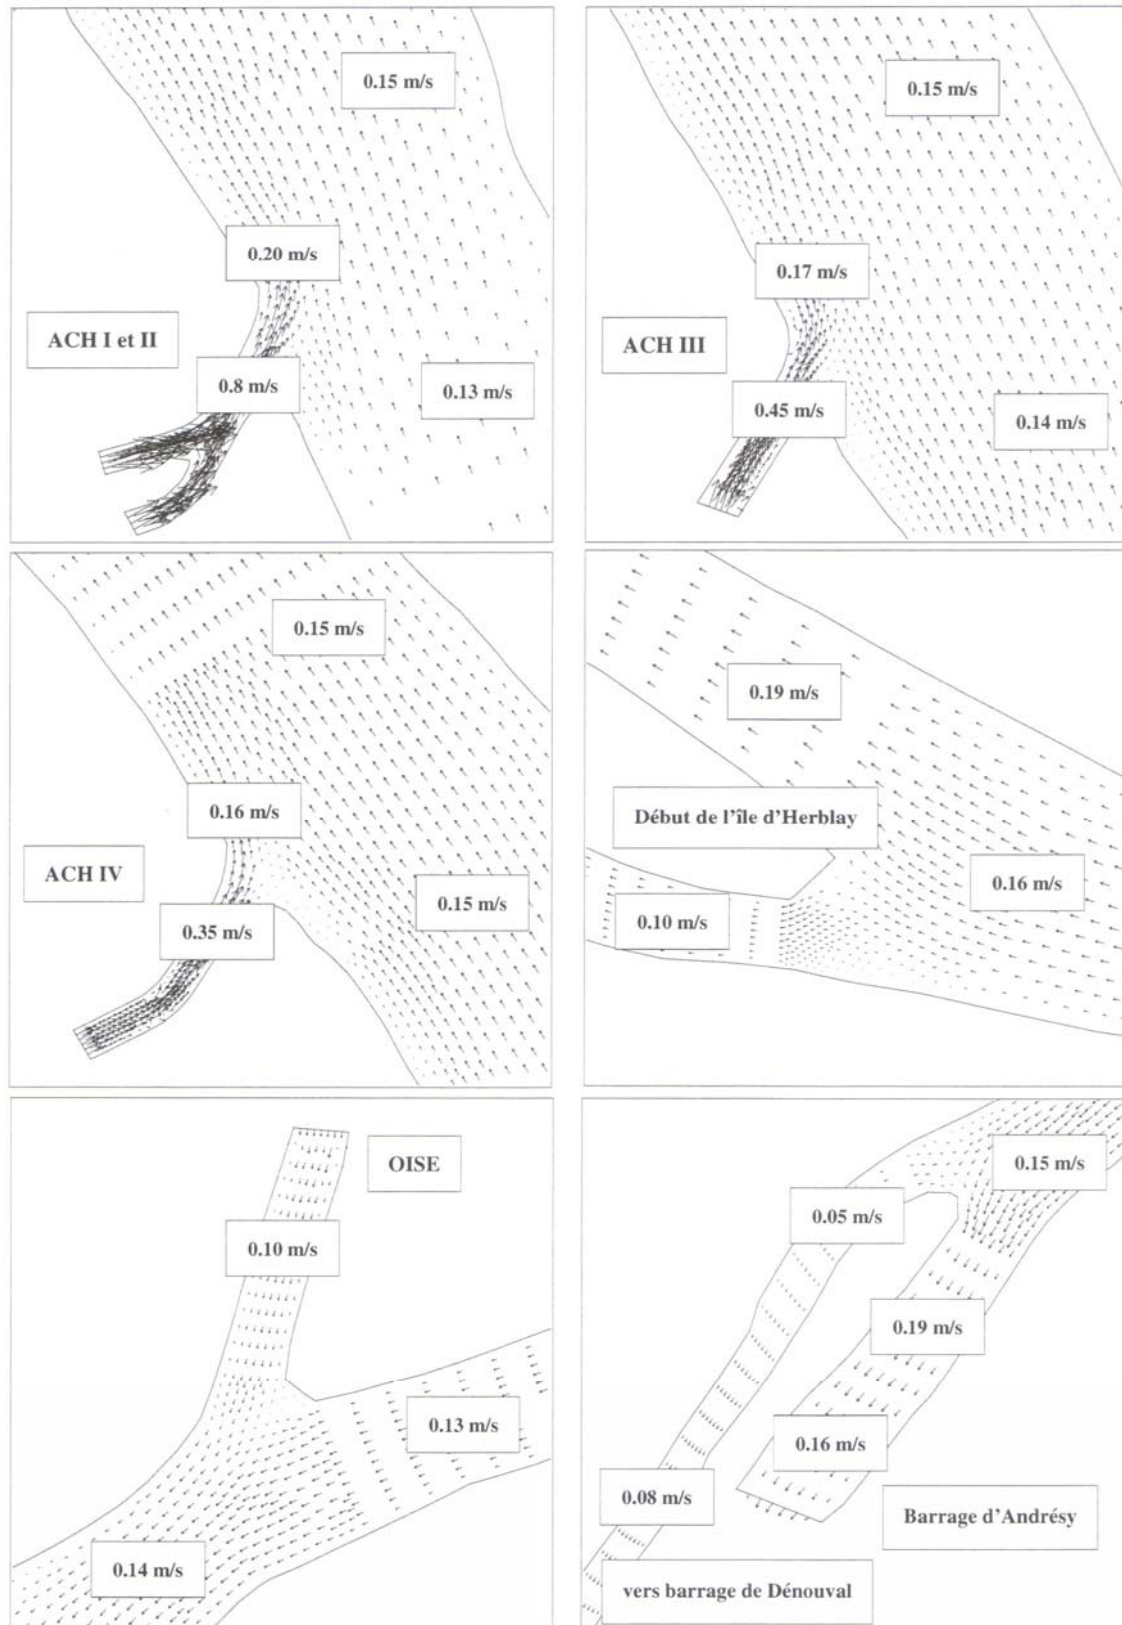 0.15 m/s
0.20 m/s
ACH I et II
0.8 m/s
0.13 m/s
0.15 m/s
0.17 m/s
ACH III
0.45 m/s
0.14 m/s
0.15 m/s
0.16 m/s
ACH IV
0.15 m/s
0.35 m/s
0.19 m/s
Début de l'île d'Herblay
0.16 m/s
0.10 m/s
OISE
0.10 m/s
0.13 m/s
0.14 m/s
0.15 m/s
0.05 m/s
0.19 m/s
0.16 m/s
0.08 m/s
Barrage d'Andrésy
vers barrage de Dénouval